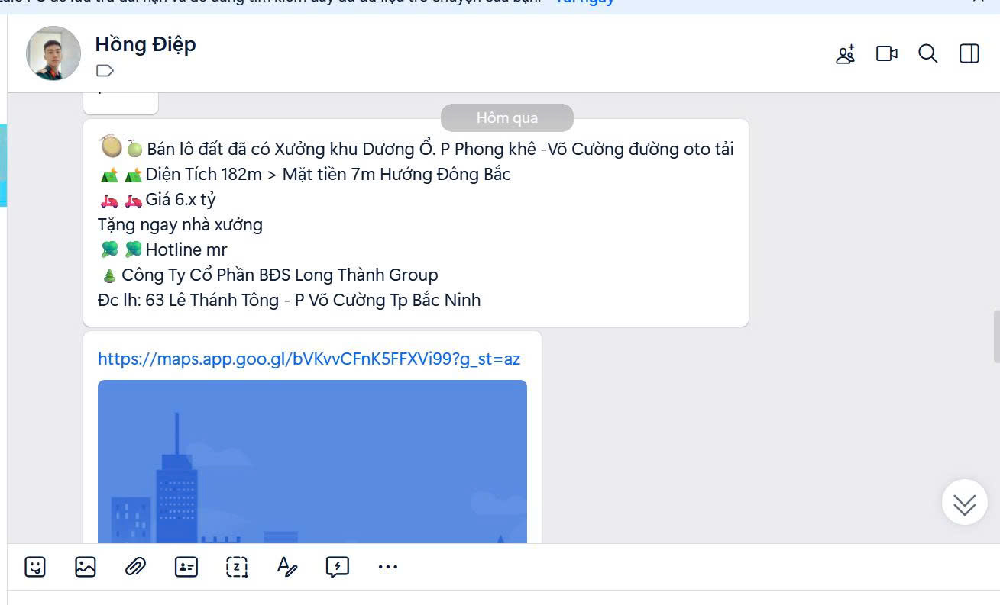 Tải ngay
Hồng Điệp
Hôm qua
Bán lô đất đã có Xưởng khu Dương Ổ. P Phong khê -Võ Cường đường oto tải
Diện Tích 182m > Mặt tiền 7m Hướng Đông Bắc
Giá 6.x tỷ
Tặng ngay nhà xưởng
Hotline mr
Công Ty Cổ Phần BĐS Long Thành Group
Đc lh: 63 Lê Thánh Tông - P Võ Cường Tp Bắc Ninh
https://maps.app.goo.gl/bVKvvCFnK5FFXVi99?g_st=az